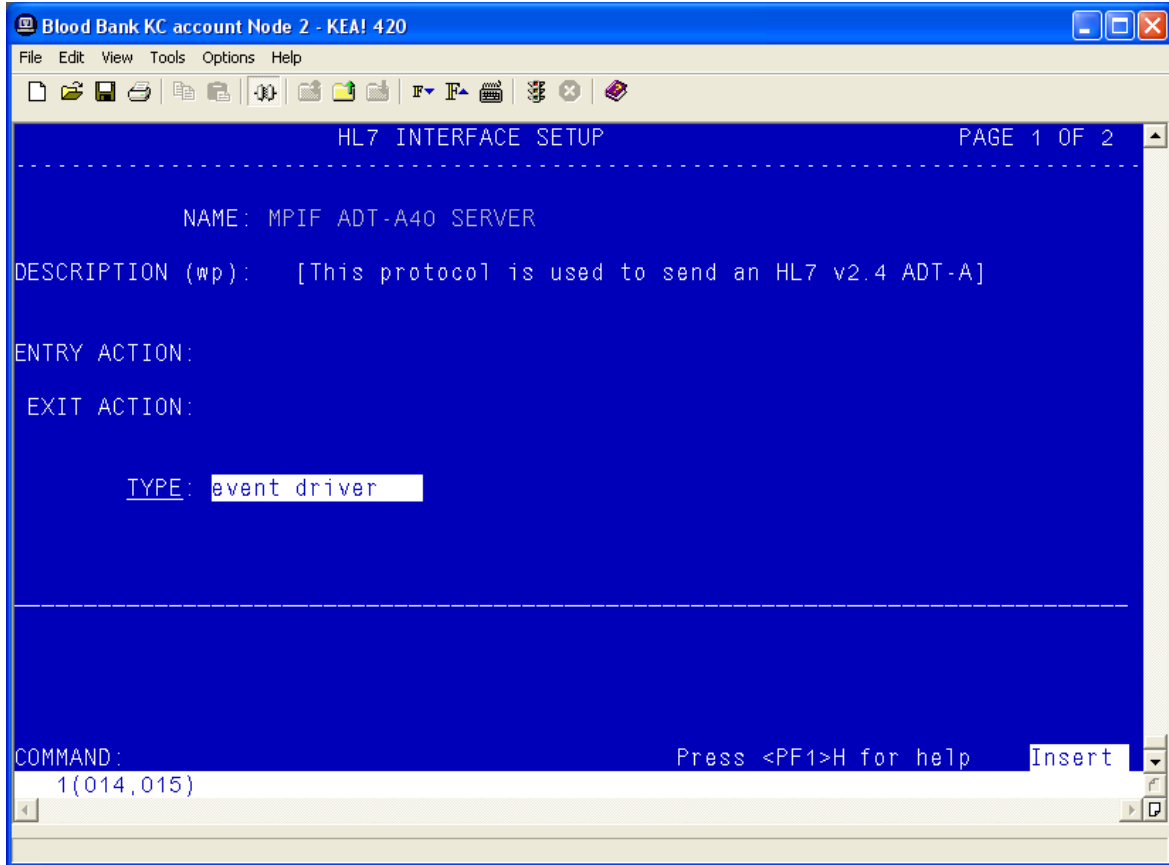 Blood Bank KC account Node 2 - KEA! 420
File Edit View Tools Options Help
HL7 INTERFACE SETUP PAGE 1 OF 2
NAME: MPIF ADT-A40 SERVER
DESCRIPTION (wp): [This protocol is used to send an HL7 v2.4 ADT-A]
ENTRY ACTION:
EXIT ACTION:
TYPE: event driver
COMMAND: Press <PF1>H for help Insert
1(014,015)